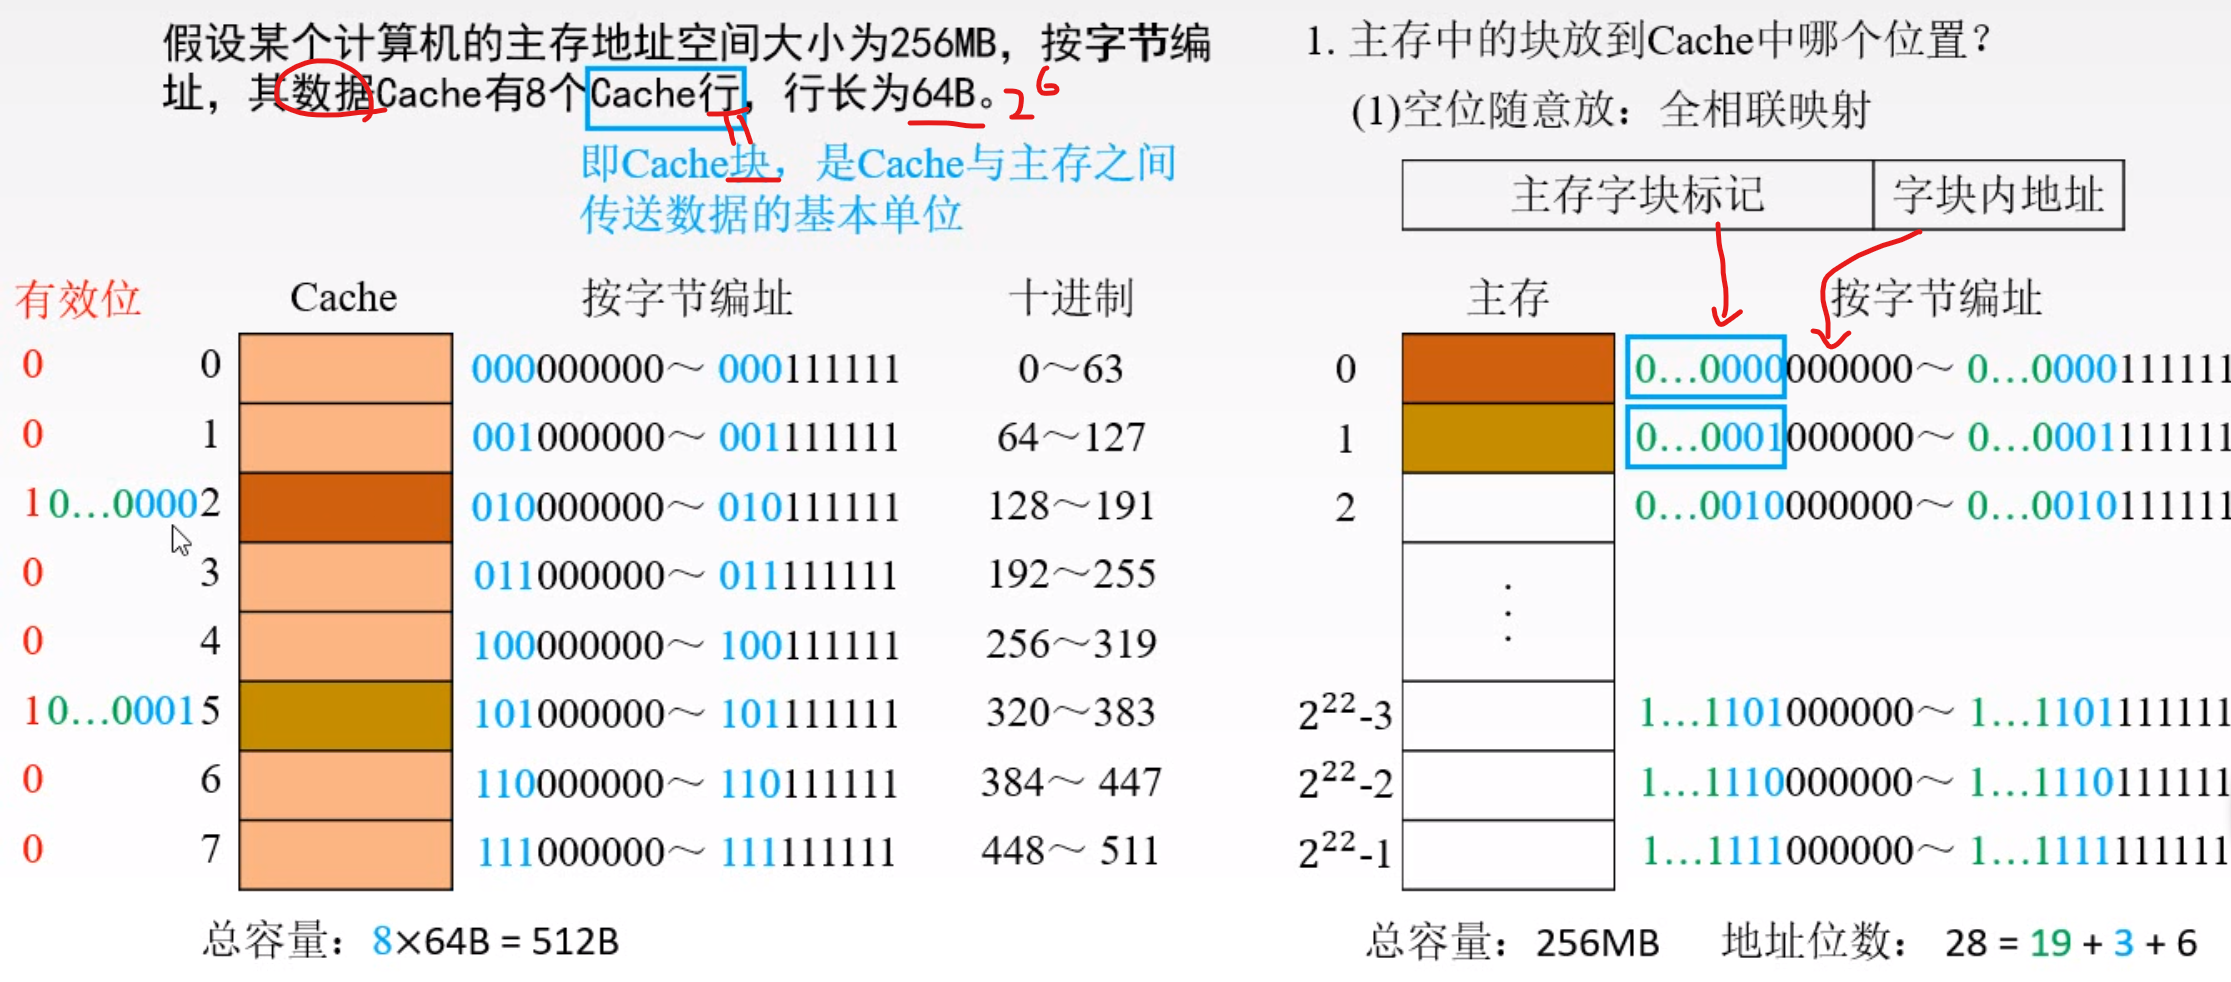 假设某个计算机的主存地址空间大小为256MB，按字节编
址，其数据Cache有8个Cache行，行长为64B。
2⁶
即Cache块，是Cache与主存之间
传送数据的基本单位
有效位 Cache 按字节编址 十进制
0 0 000000000～ 000111111 0～63
0 1 001000000～ 001111111 64～127
1 0…0000 2 010000000～ 010111111 128～191
0 3 011000000～ 011111111 192～255
0 4 100000000～ 100111111 256～319
1 0…0001 5 101000000～ 101111111 320～383
0 6 110000000～ 110111111 384～ 447
0 7 111000000～ 111111111 448～ 511
总容量：8×64B = 512B
1. 主存中的块放到Cache中哪个位置？
(1)空位随意放：全相联映射
主存字块标记 字块内地址
主存 按字节编址
0 0…0000000000～ 0…0000111111
1 0…0001000000～ 0…0001111111
2 0…0010000000～ 0…0010111111
⋮
2²²-3 1…1101000000～ 1…1101111111
2²²-2 1…1110000000～ 1…1110111111
2²²-1 1…1111000000～ 1…1111111111
总容量：256MB 地址位数： 28 = 19 + 3 + 6